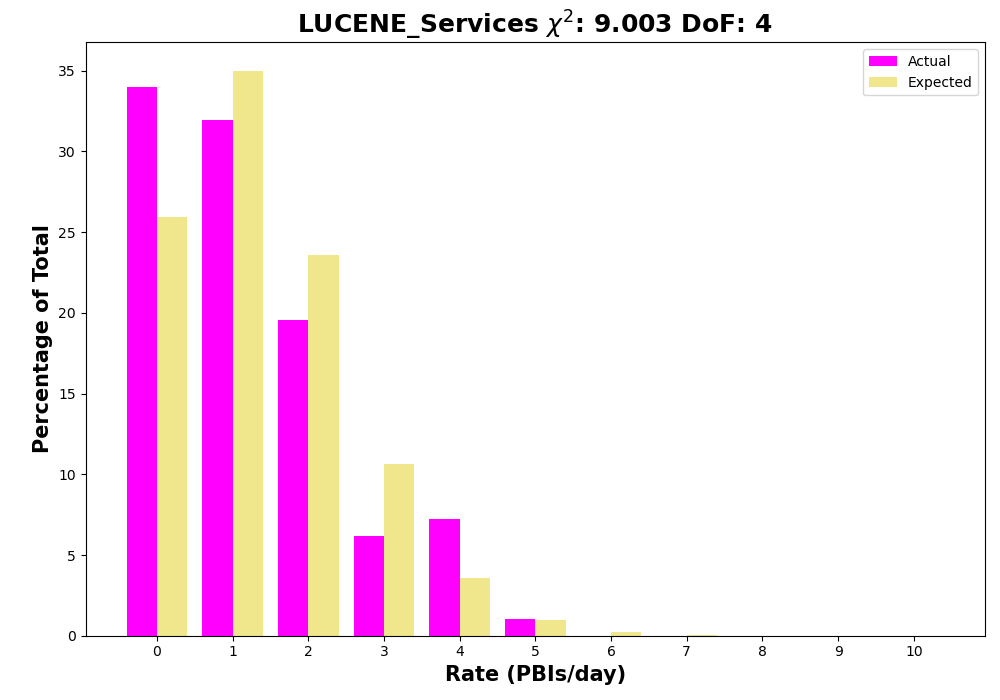 LUCENE_Services χ²: 9.003 DoF: 4
Actual
Expected
Percentage of Total
35
30
25
20
15
10
5
0
0 1 2 3 4 5 6 7 8 9 10
Rate (PBIs/day)